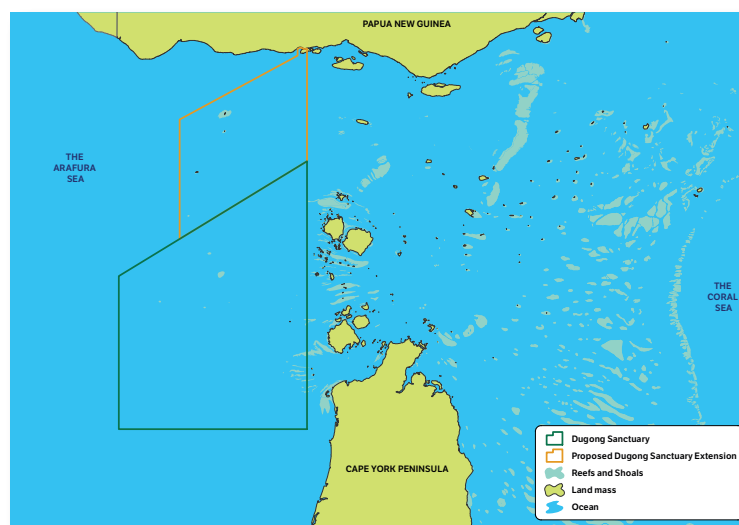 PAPUA NEW GUINEA
THE
ARAFURA
SEA
THE
CORAL
SEA
CAPE YORK PENINSULA
Dugong Sanctuary
Proposed Dugong Sanctuary Extension
Reefs and Shoals
Land mass
Ocean